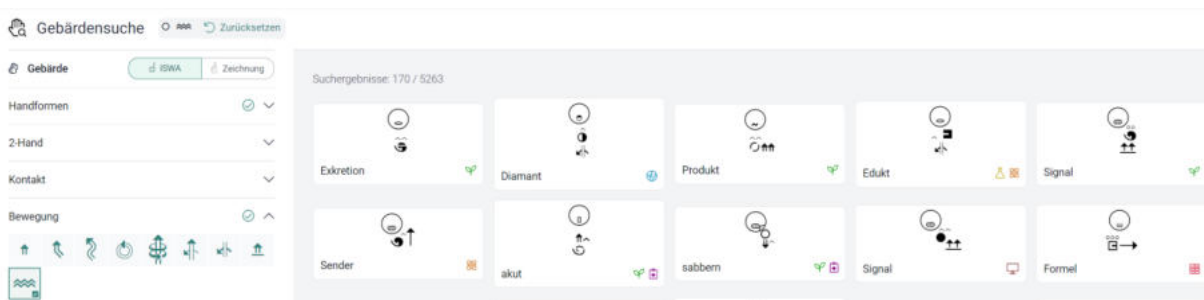 Gebärdensuche Zurücksetzen
Gebärde ISWA Zeichnung
Handformen
2-Hand
Kontakt
Bewegung
Suchergebnisse: 170 / 5263
Exkretion
Diamant
Produkt
Edukt
Signal
Sender
akut
sabbern
Signal
Formel